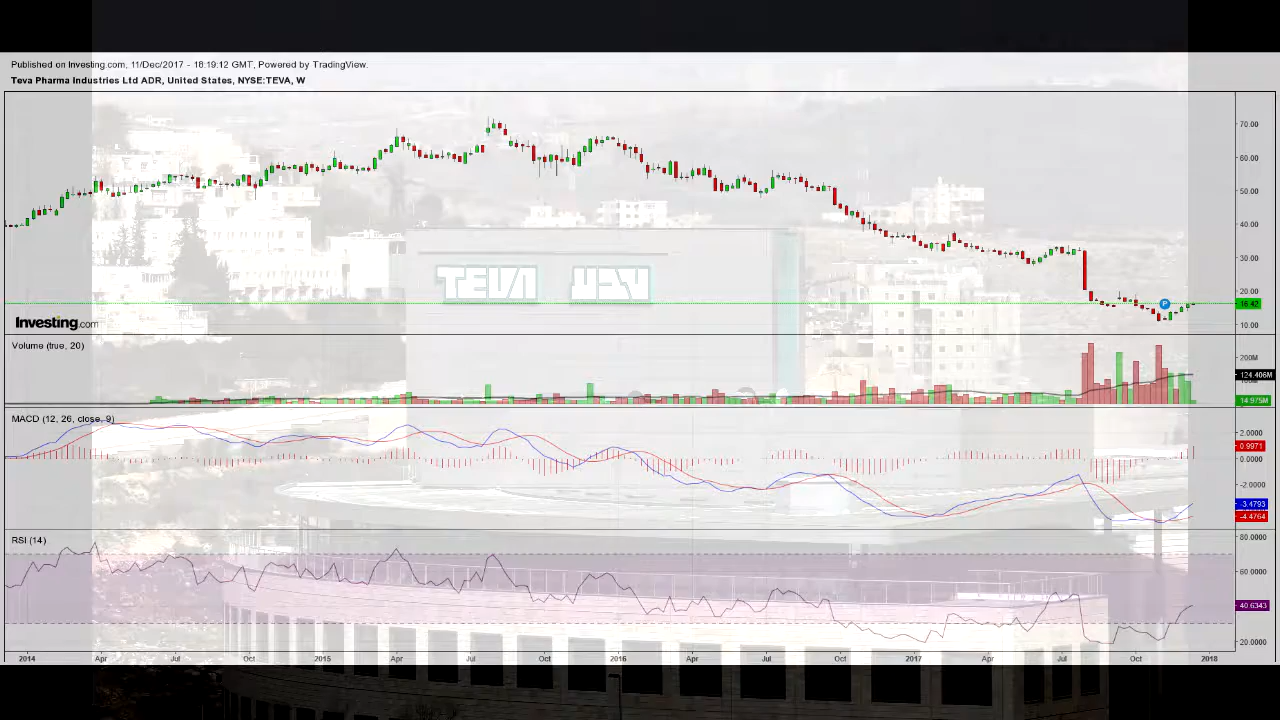 Published on Investing.com, 11/Dec/2017 - 18:19:12 GMT, Powered by TradingView.
Teva Pharma Industries Ltd ADR, United States, NYSE:TEVA, W
70.00
60.00
50.00
40.00
30.00
TEVA
20.00
P
16.42
Investing.com
10.00
Volume (true, 20)
200M
124.406M
14.975M
MACD (12, 26, close, 9)
2.0000
0.9971
0.0000
-2.0000
-3.4793
-4.4764
RSI (14)
80.0000
60.0000
40.6343
20.0000
2014 Apr Jul Oct 2015 Apr Jul Oct 2016 Apr Jul Oct 2017 Apr Jul Oct 2018